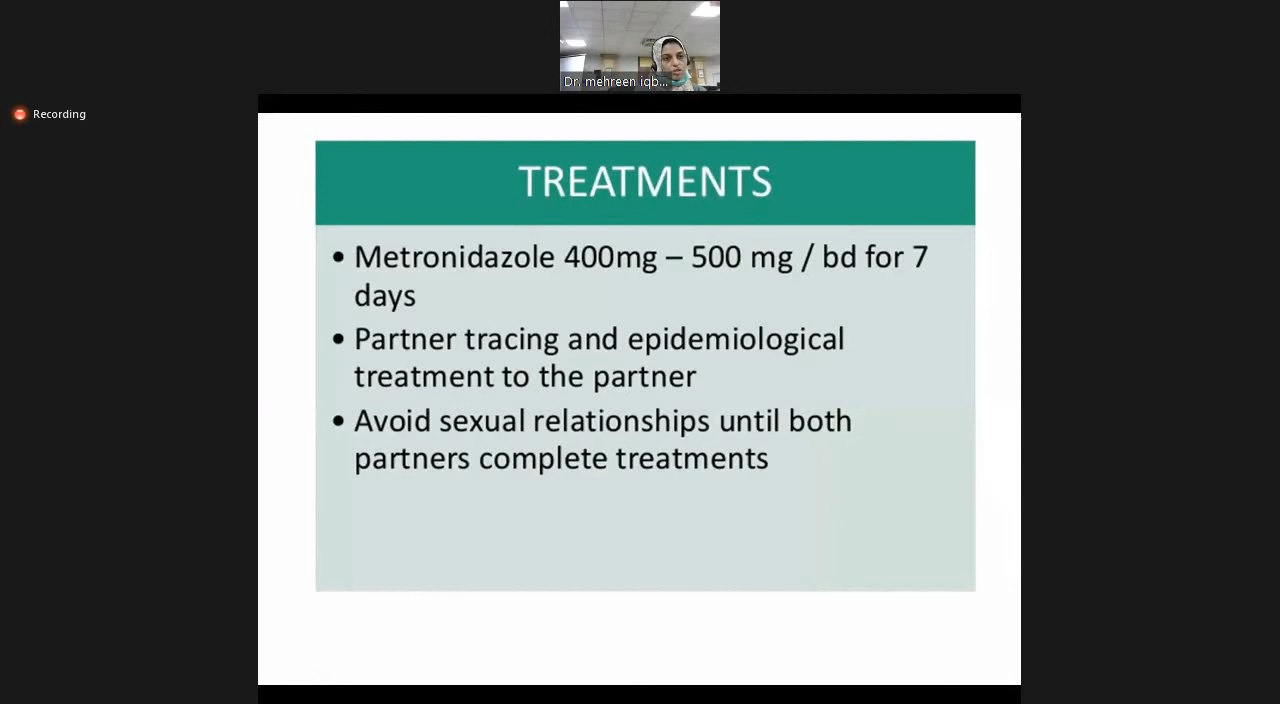 Dr. mehreen iqb...
Recording
TREATMENTS
• Metronidazole 400mg – 500 mg / bd for 7
days
• Partner tracing and epidemiological
treatment to the partner
• Avoid sexual relationships until both
partners complete treatments